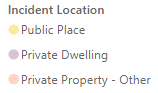 Incident Location
Public Place
Private Dwelling
Private Property - Other